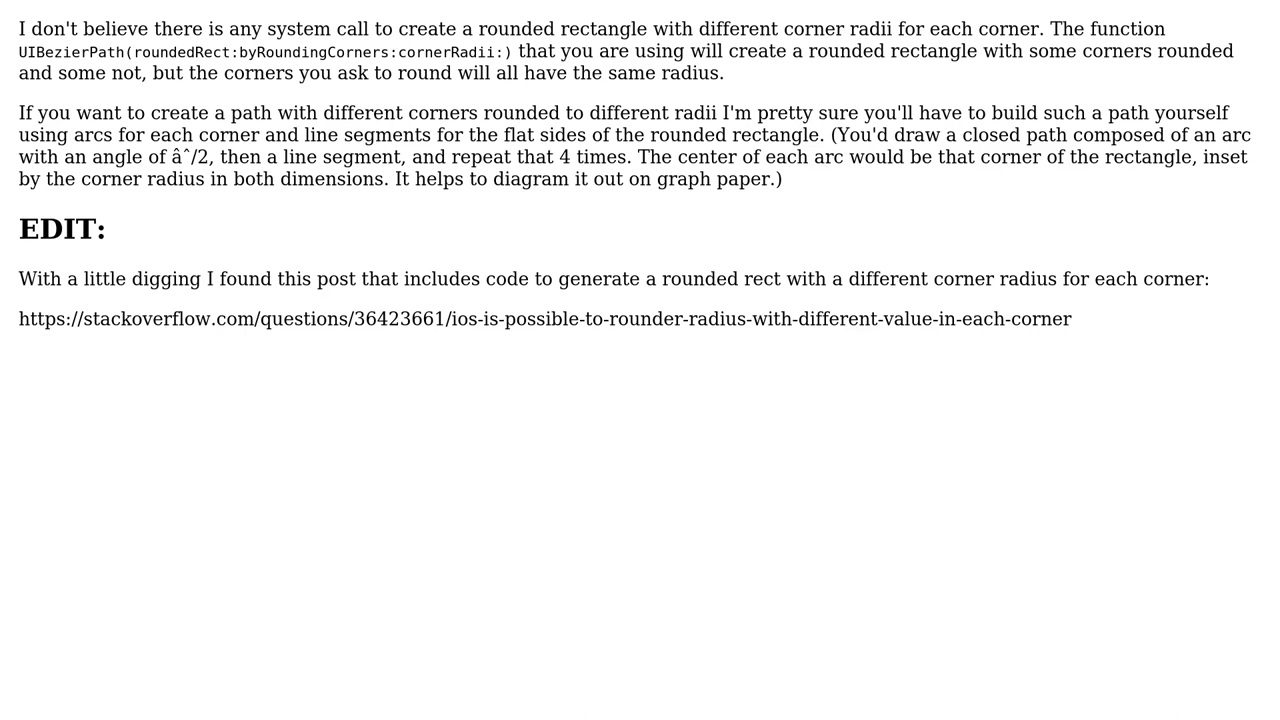 I don't believe there is any system call to create a rounded rectangle with different corner radii for each corner. The function
UIBezierPath(roundedRect:byRoundingCorners:cornerRadii:) that you are using will create a rounded rectangle with some corners rounded
and some not, but the corners you ask to round will all have the same radius.
If you want to create a path with different corners rounded to different radii I'm pretty sure you'll have to build such a path yourself
using arcs for each corner and line segments for the flat sides of the rounded rectangle. (You'd draw a closed path composed of an arc
with an angle of âˆ/2, then a line segment, and repeat that 4 times. The center of each arc would be that corner of the rectangle, inset
by the corner radius in both dimensions. It helps to diagram it out on graph paper.)
EDIT:
With a little digging I found this post that includes code to generate a rounded rect with a different corner radius for each corner:
https://stackoverflow.com/questions/36423661/ios-is-possible-to-rounder-radius-with-different-value-in-each-corner